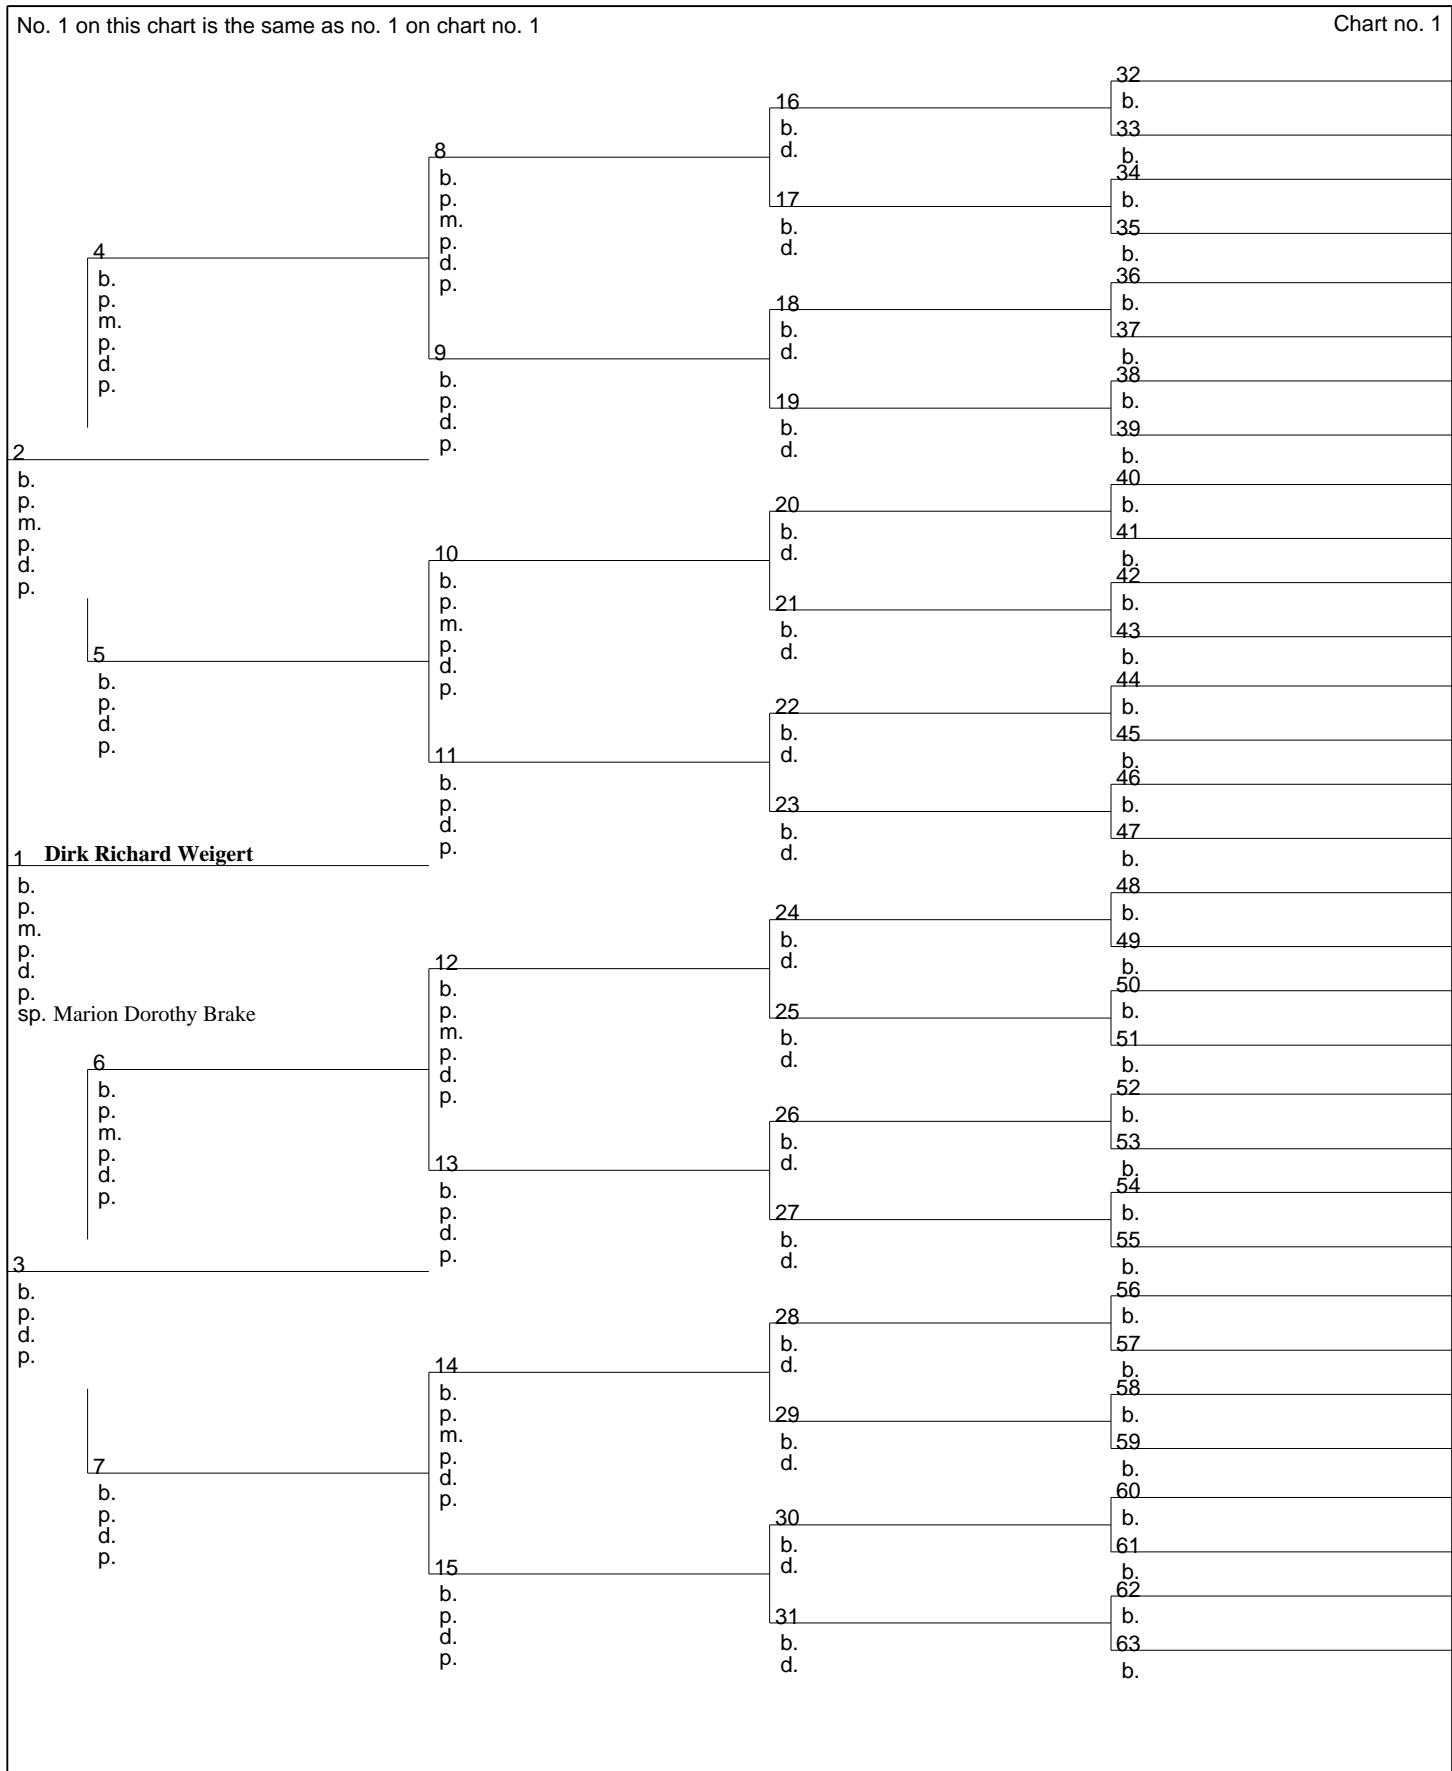 No. 1 on this chart is the same as no. 1 on chart no. 1
Chart no. 1
2
b.
p.
m.
p.
d.
p.
1 Dirk Richard Weigert
b.
p.
m.
p.
d.
p.
sp. Marion Dorothy Brake
3
b.
p.
d.
p.
4
b.
p.
m.
p.
d.
p.
5
b.
p.
d.
p.
6
b.
p.
m.
p.
d.
p.
7
b.
p.
d.
p.
8
b.
p.
m.
p.
d.
p.
9
b.
p.
d.
p.
10
b.
p.
m.
p.
d.
p.
11
b.
p.
d.
p.
12
b.
p.
m.
p.
d.
p.
13
b.
p.
d.
p.
14
b.
p.
m.
p.
d.
p.
15
b.
p.
d.
p.
16
b.
d.
17
b.
d.
18
b.
d.
19
b.
d.
20
b.
d.
21
b.
d.
22
b.
d.
23
b.
d.
24
b.
d.
25
b.
d.
26
b.
d.
27
b.
d.
28
b.
d.
29
b.
d.
30
b.
d.
31
b.
d.
32
b.
33
b.
34
b.
35
b.
36
b.
37
b.
38
b.
39
b.
40
b.
41
b.
42
b.
43
b.
44
b.
45
b.
46
b.
47
b.
48
b.
49
b.
50
b.
51
b.
52
b.
53
b.
54
b.
55
b.
56
b.
57
b.
58
b.
59
b.
60
b.
61
b.
62
b.
63
b.